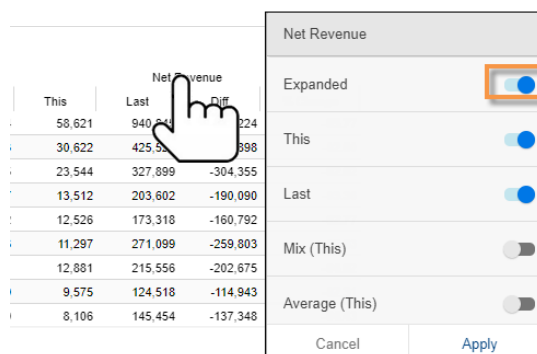 Net Revenue
This Last Diff
58,621
30,622
23,544 327,899 -304,355
13,512 203,602 -190,090
12,526 173,318 -160,792
11,297 271,099 -259,803
12,881 215,556 -202,675
9,575 124,518 -114,943
8,106 145,454 -137,348
Net Revenue
Expanded
This
Last
Mix (This)
Average (This)
Cancel Apply